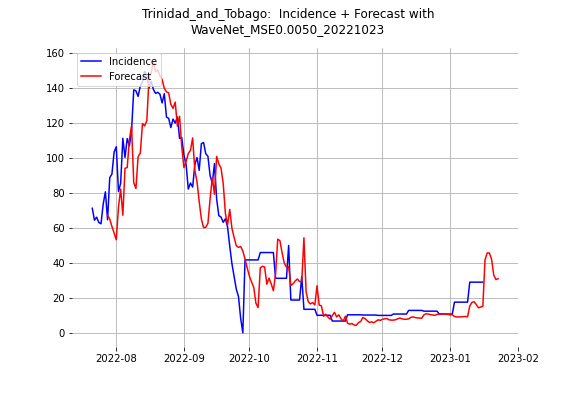 Trinidad_and_Tobago:  Incidence + Forecast with
WaveNet_MSE0.0050_20221023
Incidence
Forecast
160
140
120
100
80
60
40
20
0
2022-08 2022-09 2022-10 2022-11 2022-12 2023-01 2023-02